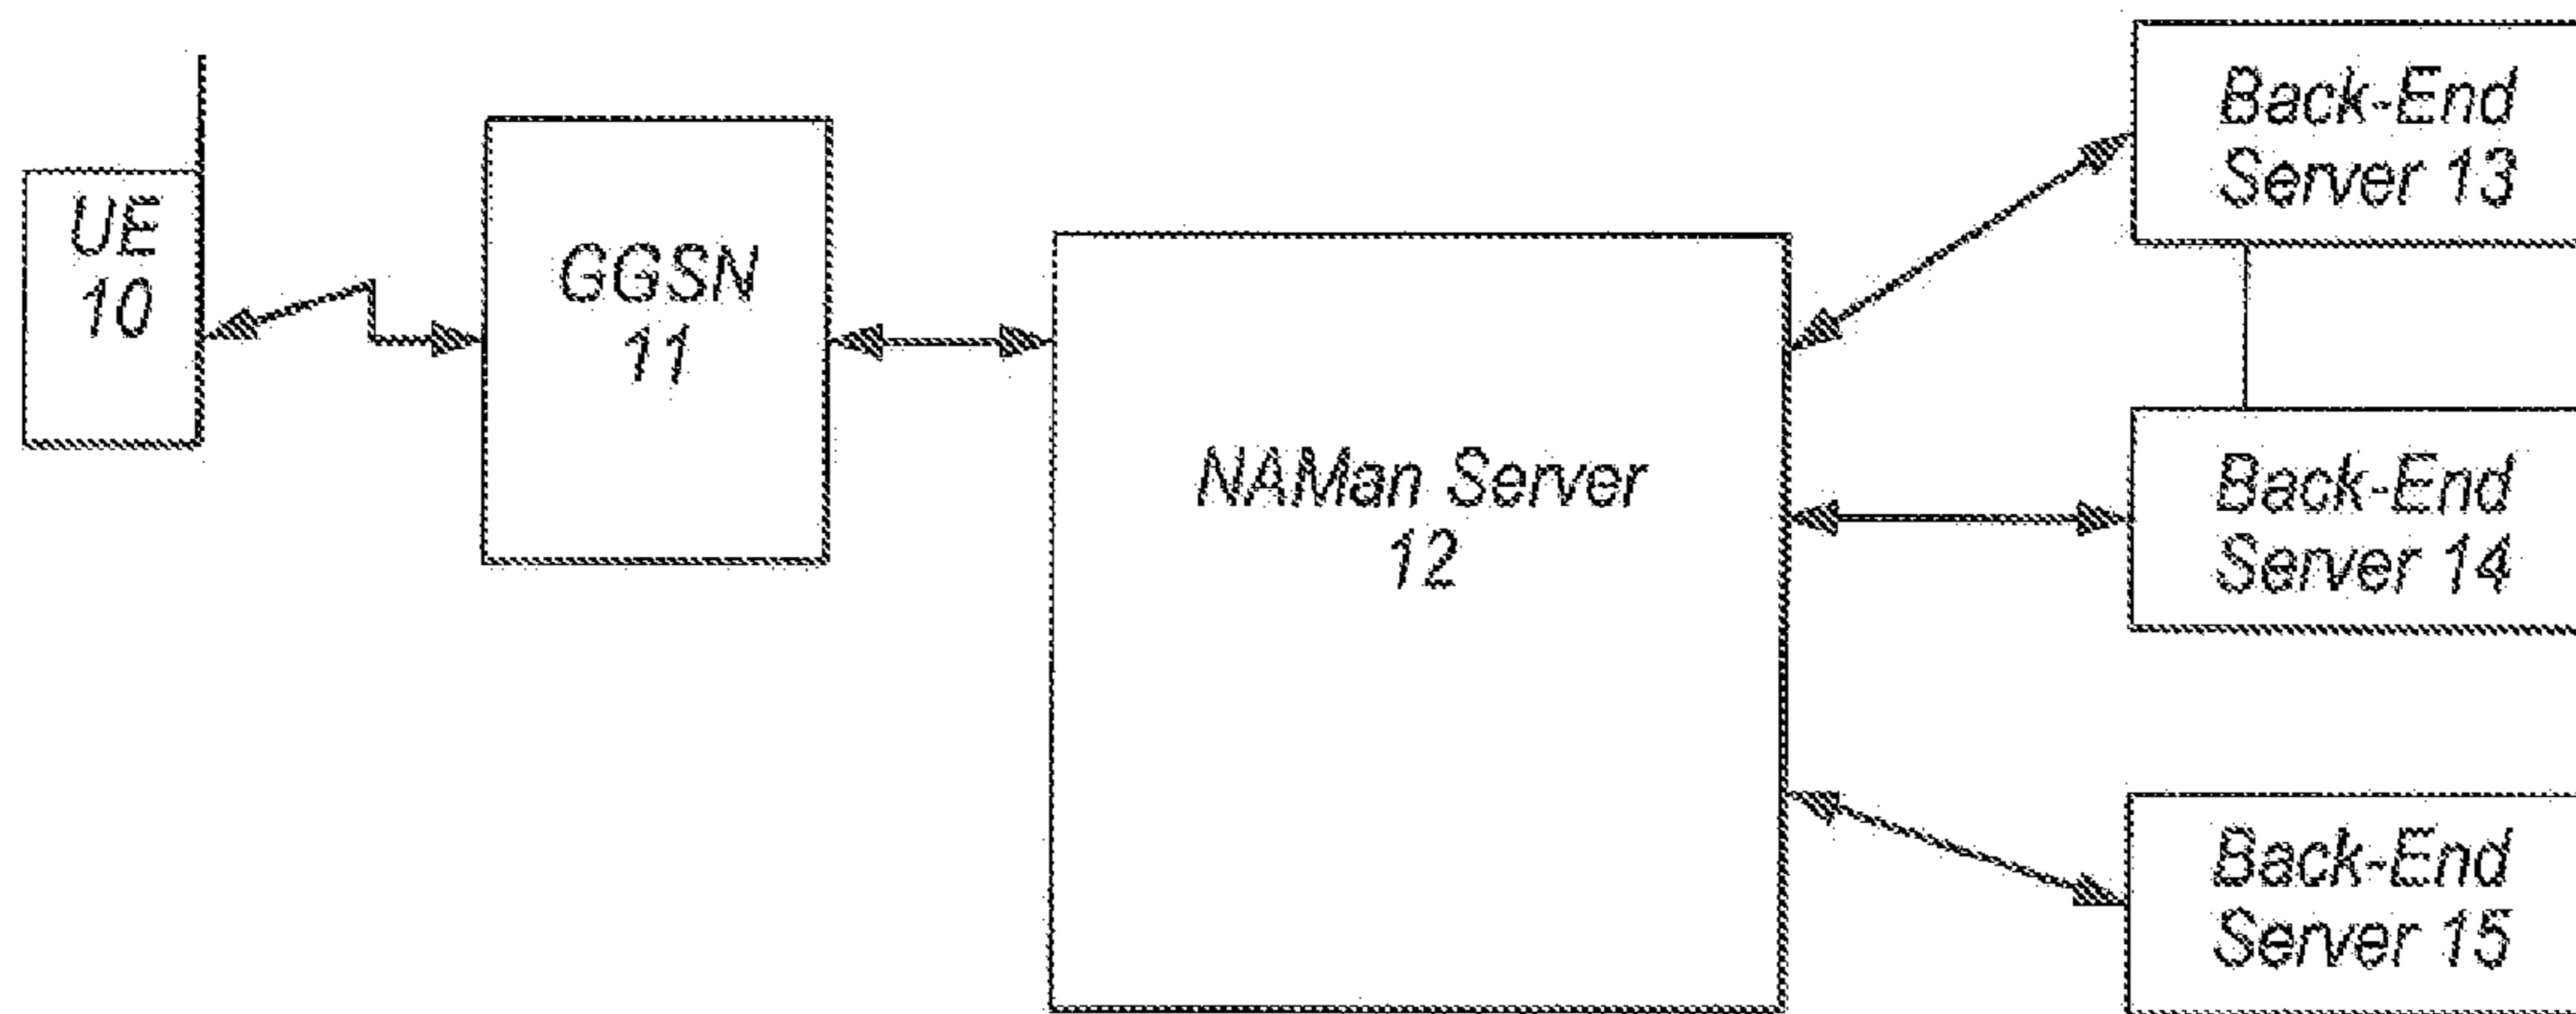 UE
10
GGSN
11
NAMan Server
12
Back-End
Server 13
Back-End
Server 14
Back-End
Server 15